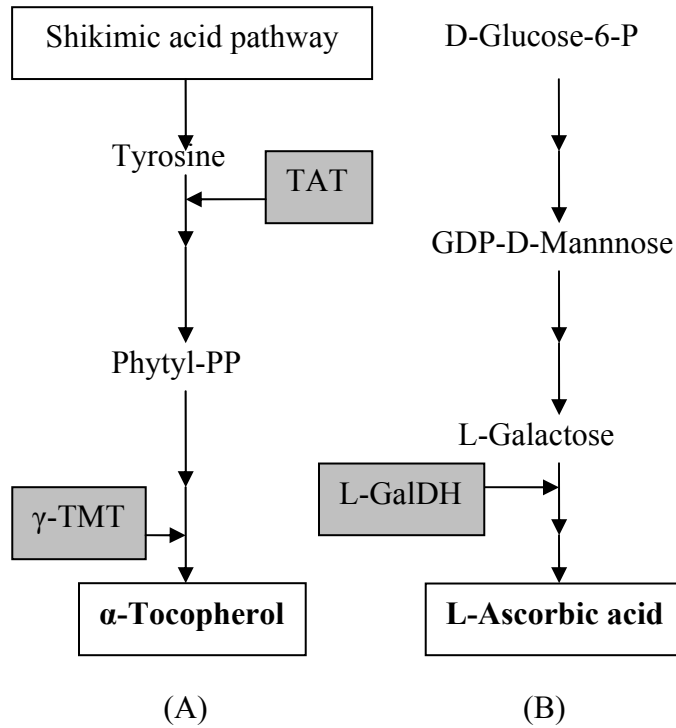 Shikimic acid pathway
Tyrosine
TAT
Phytyl-PP
γ-TMT
α-Tocopherol
(A)
D-Glucose-6-P
GDP-D-Mannnose
L-Galactose
L-GalDH
L-Ascorbic acid
(B)